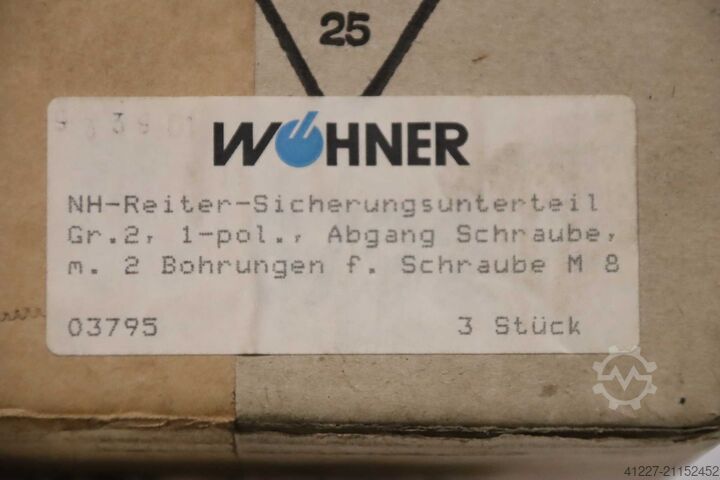 25
WÖHNER
NH-Reiter-Sicherungsunterteil
Gr.2, 1-pol., Abgang Schraube,
m. 2 Bohrungen f. Schraube M 8
03795 3 Stück
41227-21152452